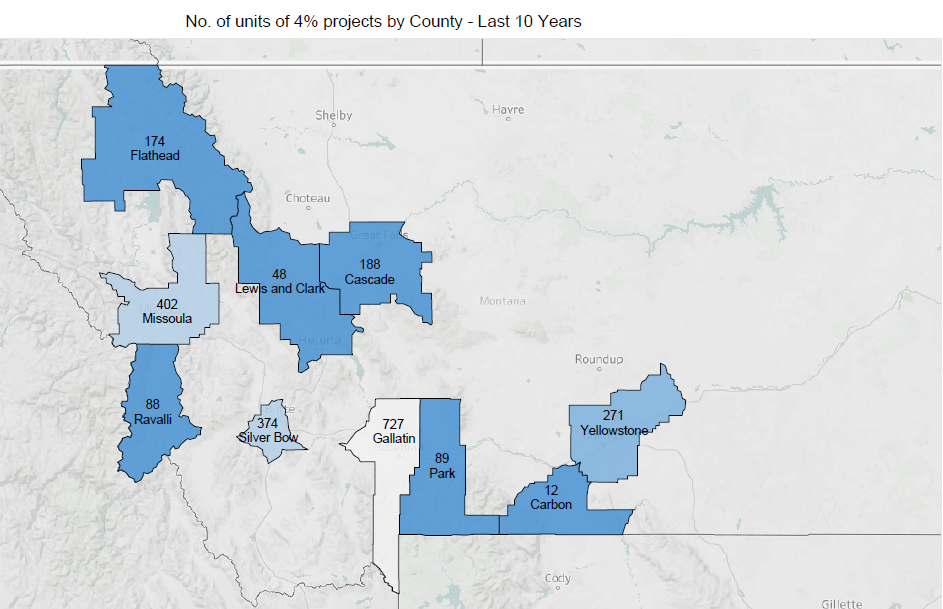 No. of units of 4% projects by County - Last 10 Years
Shelby
Havre
174
Flathead
Choteau
Great Falls
48
Lewis and Clark
188
Cascade
402
Missoula
Montana
Helena
Roundup
88
Ravalli
374
Silver Bow
727
Gallatin
89
Park
271
Yellowstone
12
Carbon
Cody
Gillette